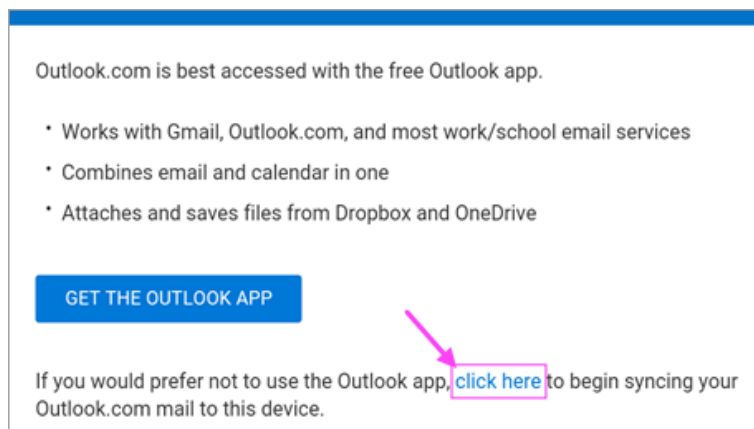 Outlook.com is best accessed with the free Outlook app.
• Works with Gmail, Outlook.com, and most work/school email services
• Combines email and calendar in one
• Attaches and saves files from Dropbox and OneDrive
GET THE OUTLOOK APP
If you would prefer not to use the Outlook app, click here to begin syncing your
Outlook.com mail to this device.